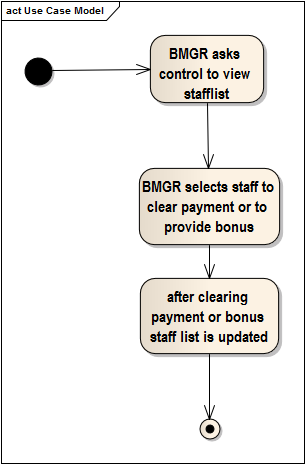 act Use Case Model
BMGR asks
control to view
stafflist
BMGR selects staff to
clear payment or to
provide bonus
after clearing
payment or bonus
staff list is updated